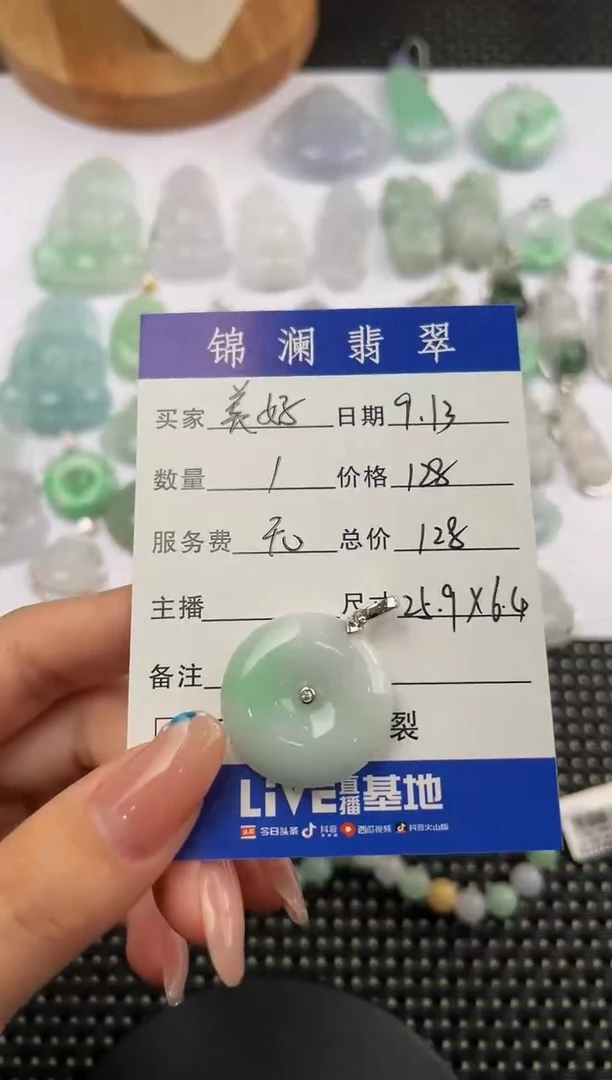 锦澜翡翠
买家 美好 日期 9.13
数量 1 价格 128
服务费 无 总价 128
主播 尺寸 25.9X6.4
备注
裂
LiVE直播基地
头条 今日头条 抖音 西瓜视频 抖音火山版